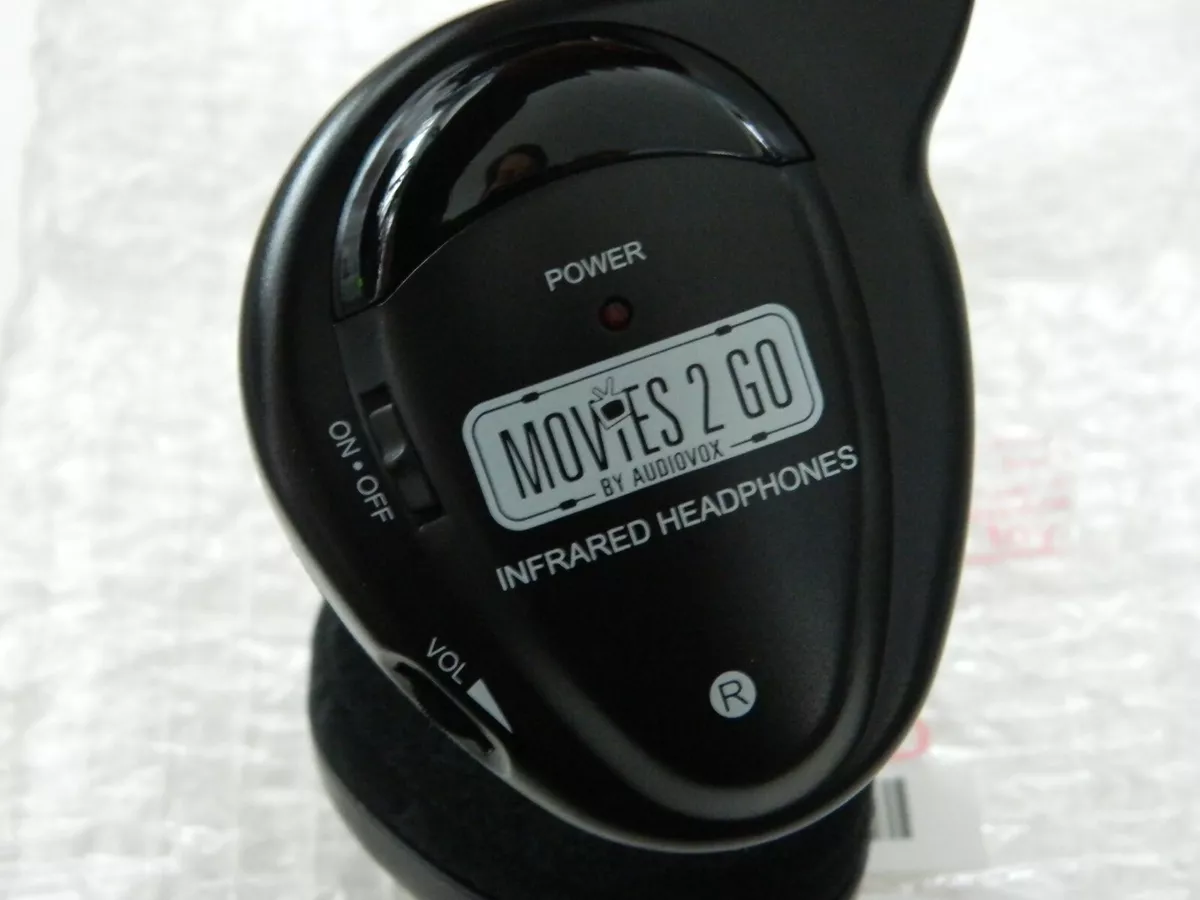 POWER
MOVIES 2 GO
BY AUDIOVOX
INFRARED HEADPHONES
ON • OFF
VOL
R